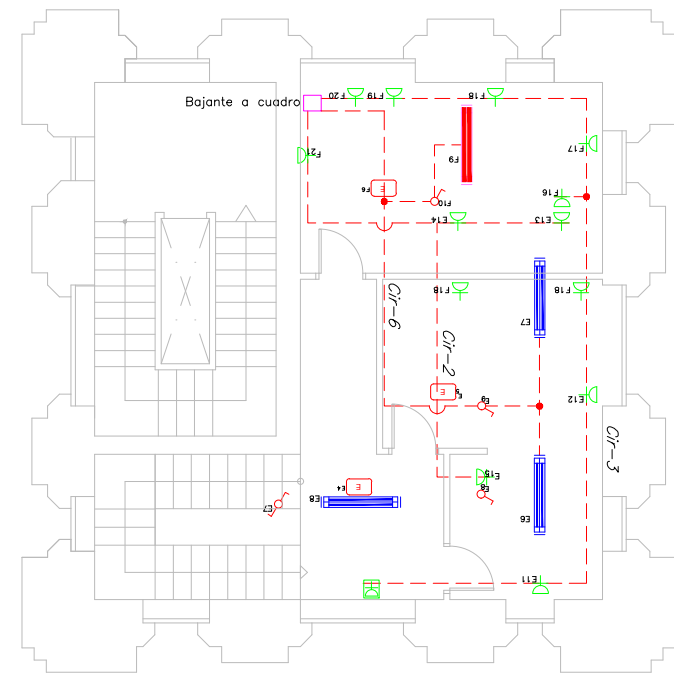 F20
F19
F18
Bajante a cuadro
F17
F21
F9
E
F6
F16
F10
E14
E13
Cir-6
F18
F18
E7
Cir-2
E
E9
E12
Cir-3
E15
E8
E
E4
E8
E7
E6
E11